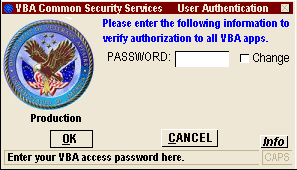 VBA Common Security Services User Authentication
Please enter the following information to
verify authorization to all VBA apps.
PASSWORD: Change
Production
OK CANCEL Info
Enter your VBA access password here. CAPS